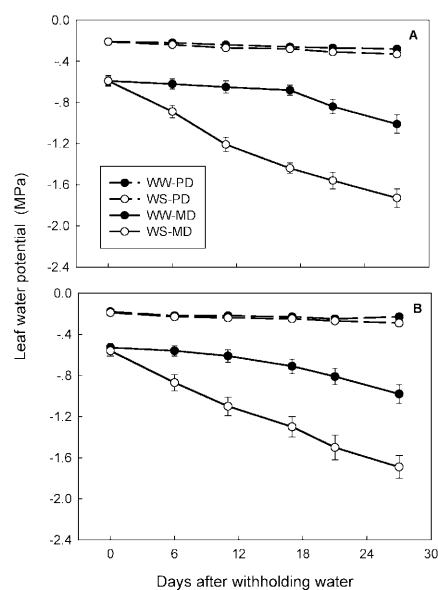 0.0
A
-.4
-.8
-1.2
-1.6
-2.0
-2.4
WW-PD
WS-PD
WW-MD
WS-MD
Leaf water potential (MPa)
0.0
B
-.4
-.8
-1.2
-1.6
-2.0
-2.4
0 6 12 18 24 30
Days after withholding water